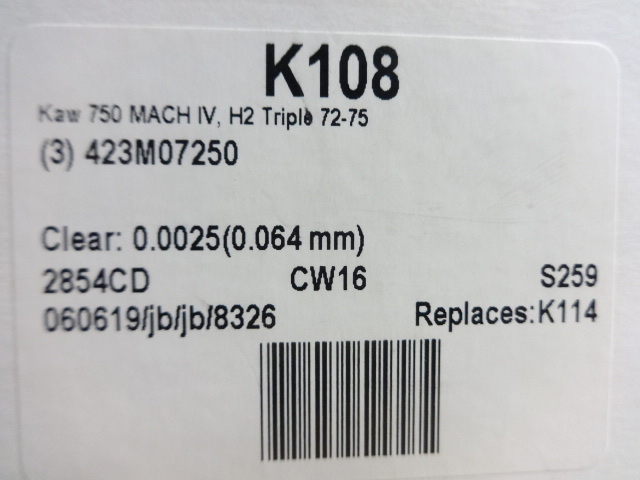 K108
Kaw 750 MACH IV, H2 Triple 72-75
(3) 423M07250
Clear: 0.0025(0.064 mm)
2854CD CW16 S259
060619/jb/jb/8326 Replaces:K114